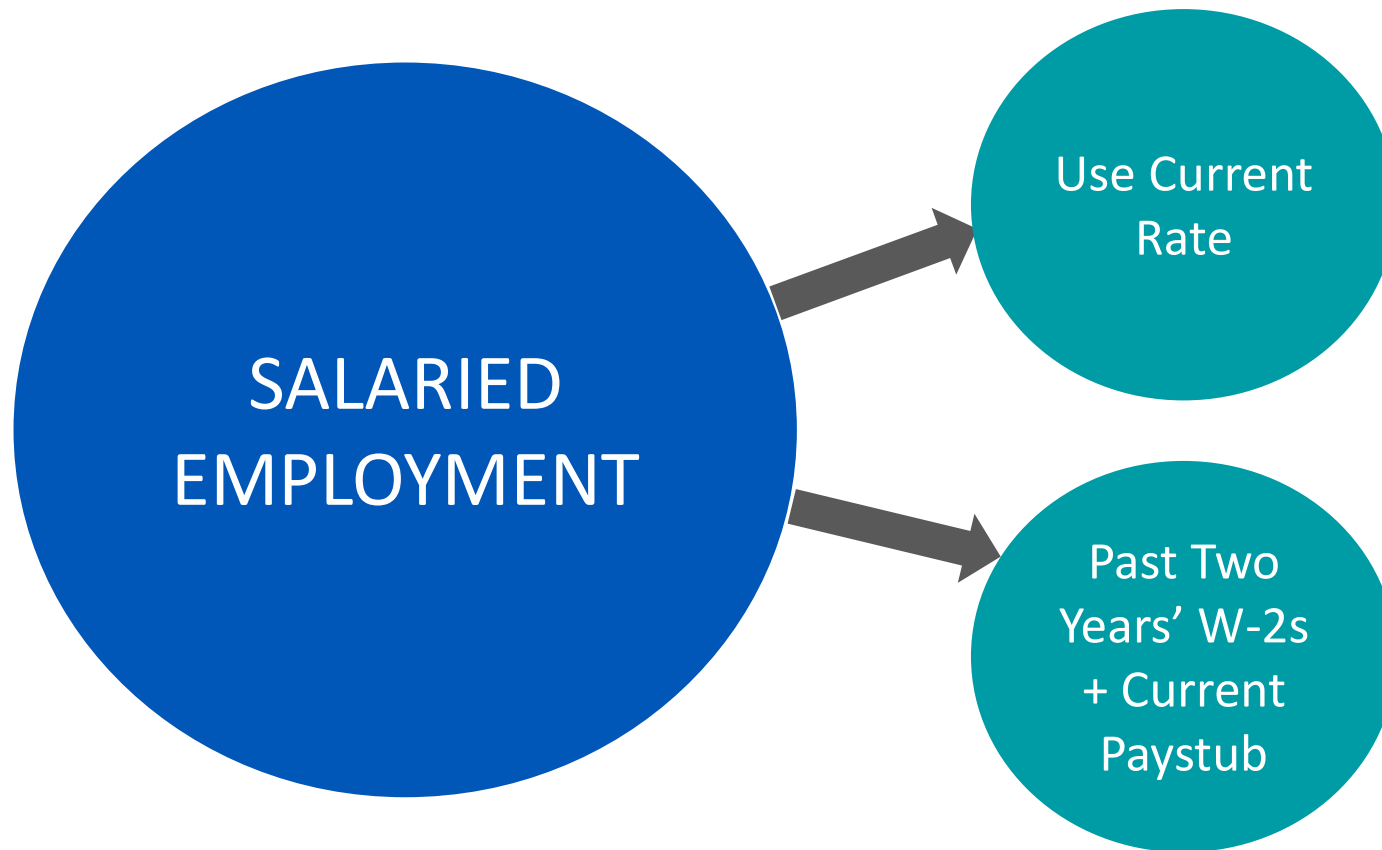 SALARIED
EMPLOYMENT
Use Current
Rate
Past Two
Years’ W-2s
+ Current
Paystub